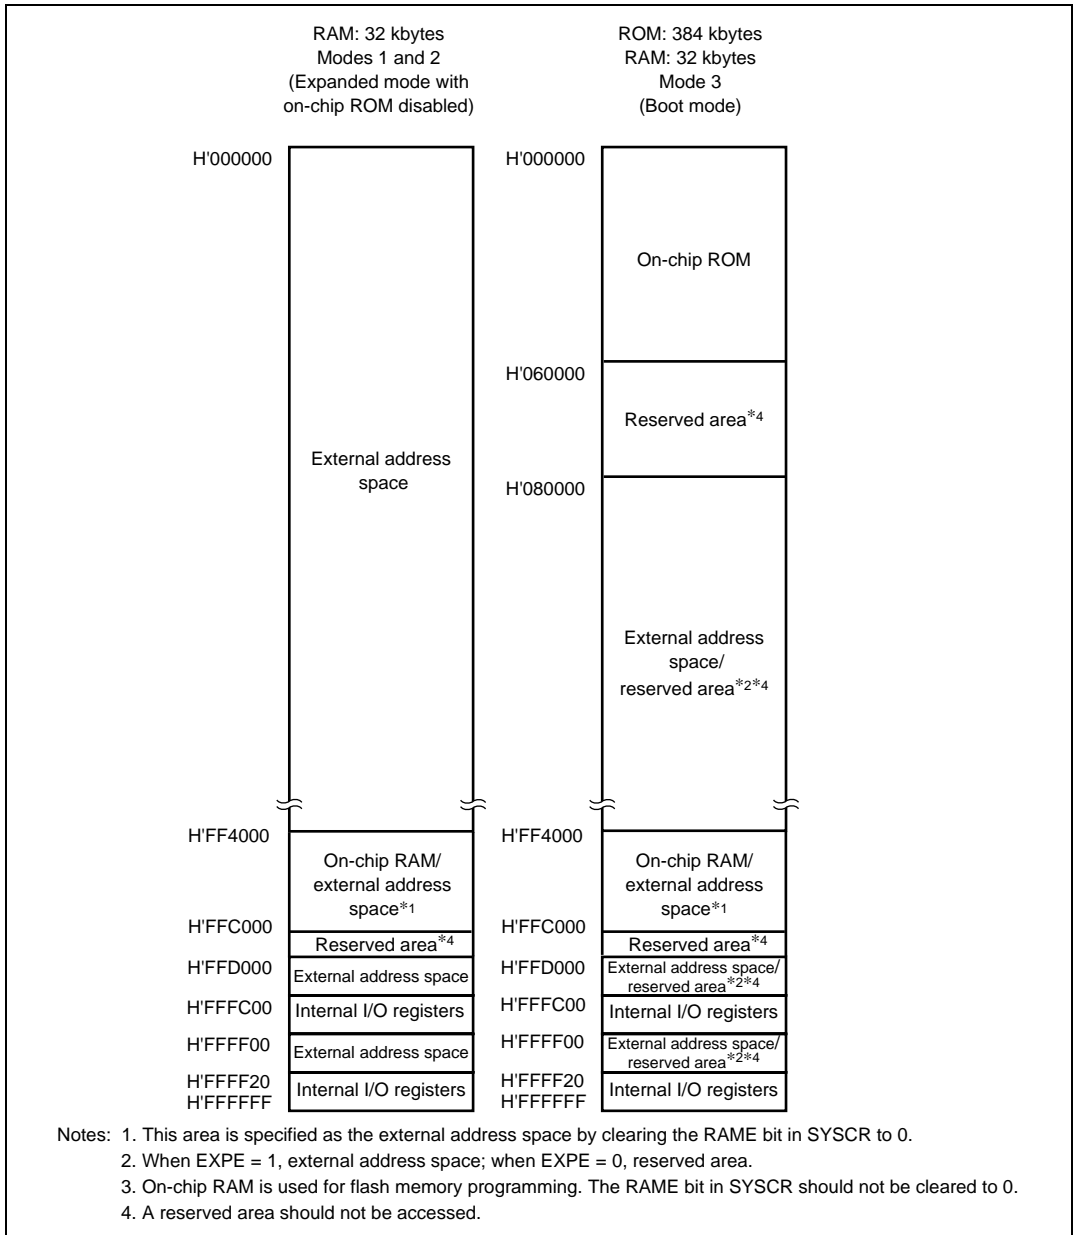 RAM: 32 kbytes
Modes 1 and 2
(Expanded mode with
on-chip ROM disabled)
H'000000
External address
space
H'FF4000
On-chip RAM/
external address
space*1
H'FFC000
Reserved area*4
H'FFD000
External address space
H'FFFC00
Internal I/O registers
H'FFFF00
External address space
H'FFFF20
Internal I/O registers
H'FFFFFF
ROM: 384 kbytes
RAM: 32 kbytes
Mode 3
(Boot mode)
H'000000
On-chip ROM
H'060000
Reserved area*4
H'080000
External address
space/
reserved area*2*4
H'FF4000
On-chip RAM/
external address
space*1
H'FFC000
Reserved area*4
H'FFD000
External address space/
reserved area*2*4
H'FFFC00
Internal I/O registers
H'FFFF00
External address space/
reserved area*2*4
H'FFFF20
Internal I/O registers
H'FFFFFF
Notes: 1. This area is specified as the external address space by clearing the RAME bit in SYSCR to 0.
2. When EXPE = 1, external address space; when EXPE = 0, reserved area.
3. On-chip RAM is used for flash memory programming. The RAME bit in SYSCR should not be cleared to 0.
4. A reserved area should not be accessed.